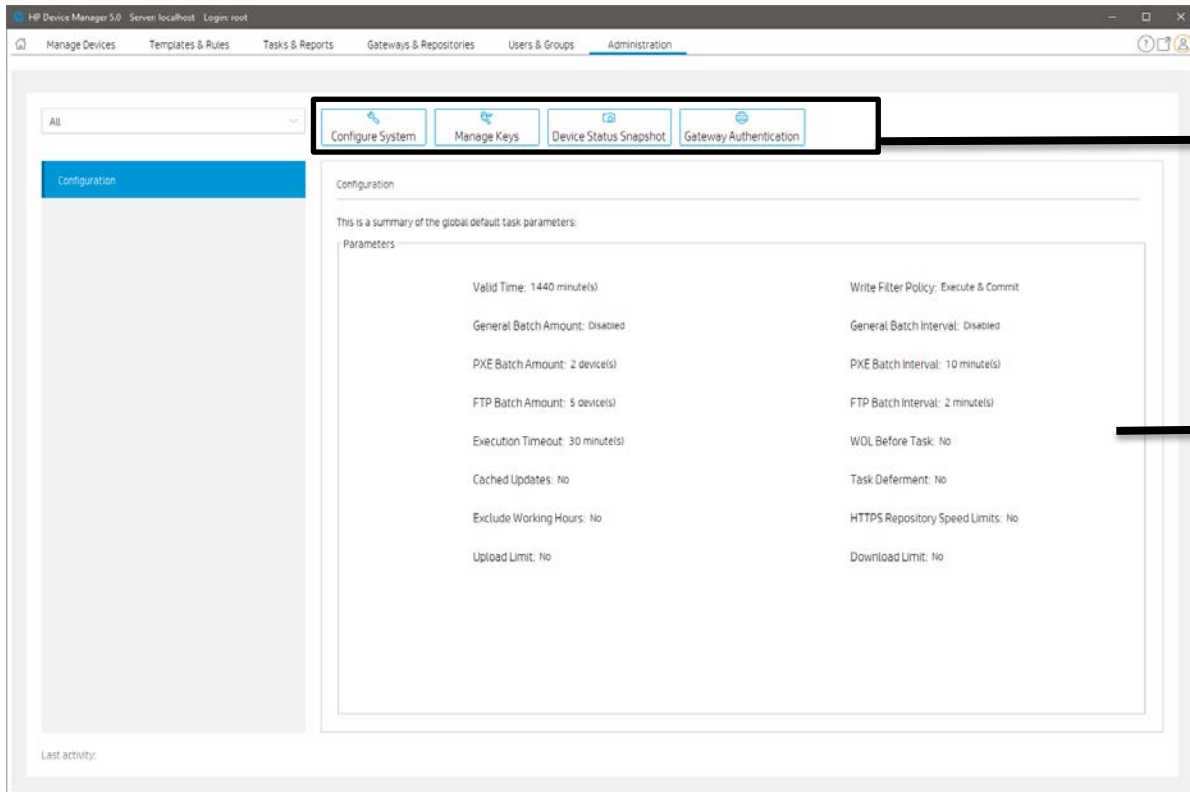 HP Device Manager 5.0 Server: localhost Login: root
Manage Devices Templates & Rules Tasks & Reports Gateways & Repositories Users & Groups Administration
All
Configure System Manage Keys Device Status Snapshot Gateway Authentication
Configuration
Configuration
This is a summary of the global default task parameters:
Parameters
Valid Time: 1440 minute(s) Write Filter Policy: Execute & Commit
General Batch Amount: Disabled General Batch Interval: Disabled
PXE Batch Amount: 2 device(s) PXE Batch Interval: 10 minute(s)
FTP Batch Amount: 5 device(s) FTP Batch Interval: 2 minute(s)
Execution Timeout: 30 minute(s) WOL Before Task: No
Cached Updates: No Task Deferment: No
Exclude Working Hours: No HTTPS Repository Speed Limits: No
Upload Limit: No Download Limit: No
Last activity: